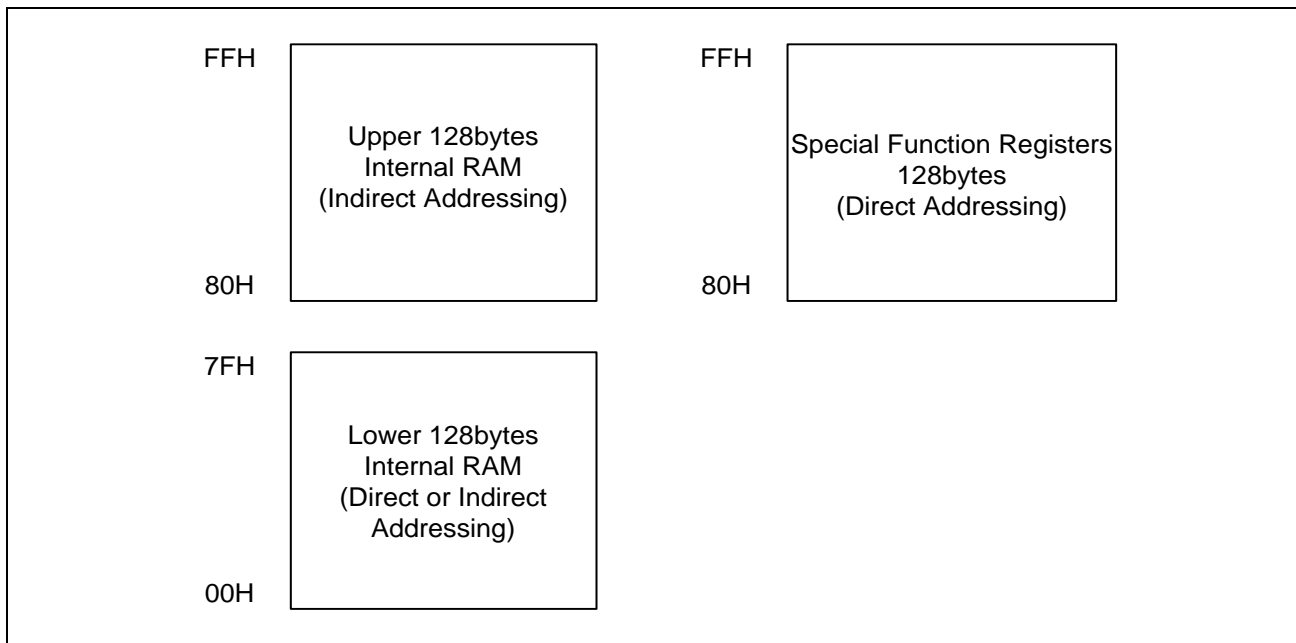 FFH
Upper 128bytes
Internal RAM
(Indirect Addressing)
80H
FFH
Special Function Registers
128bytes
(Direct Addressing)
80H
7FH
Lower 128bytes
Internal RAM
(Direct or Indirect
Addressing)
00H